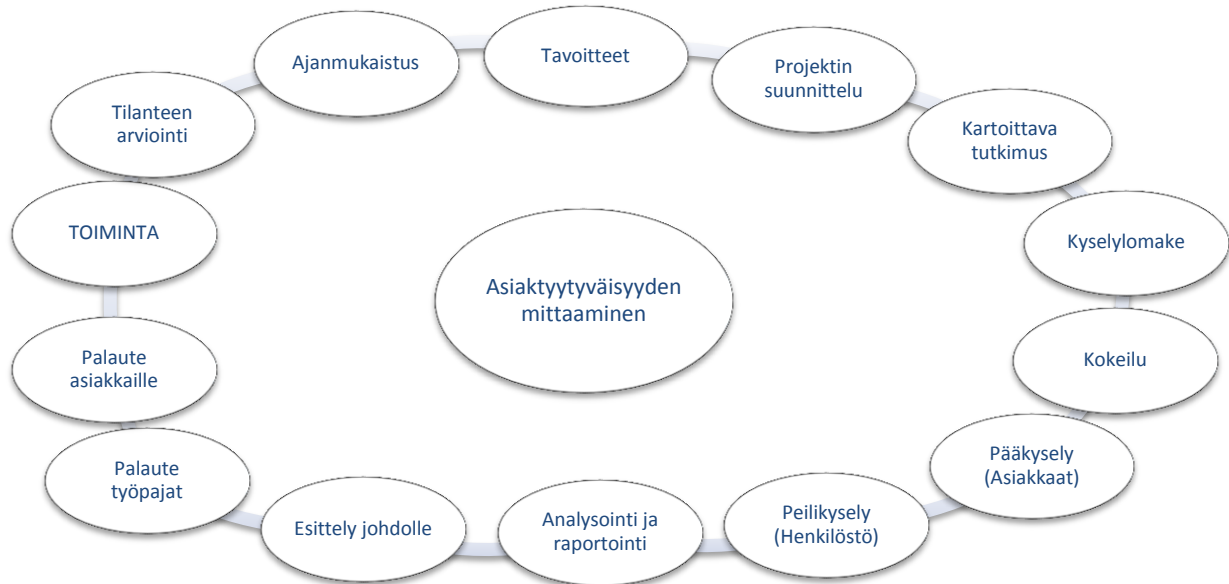 Tavoitteet
Projektin
suunnittelu
Kartoittava
tutkimus
Kyselylomake
Kokeilu
Pääkysely
(Asiakkaat)
Peilikysely
(Henkilöstö)
Analysointi ja
raportointi
Esittely johdolle
Palaute
työpajat
Palaute
asiakkaille
TOIMINTA
Tilanteen
arviointi
Ajanmukaistus
Asiaktyytyväisyyden
mittaaminen